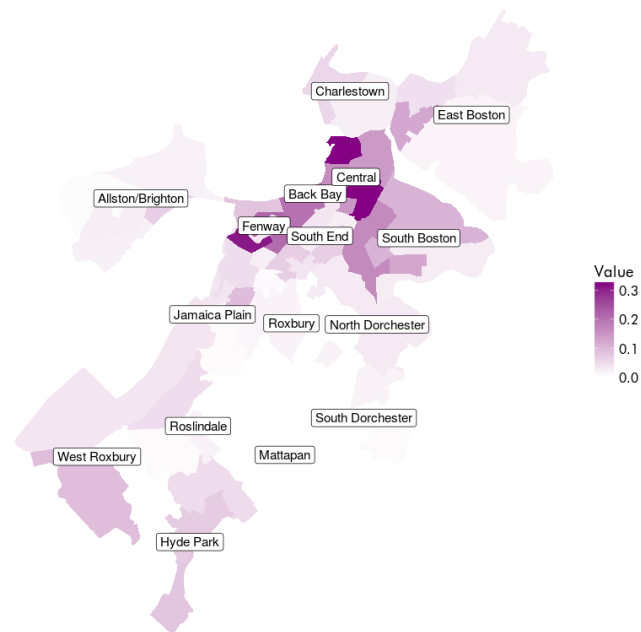 Charlestown
East Boston
Central
Back Bay
Allston/Brighton
Fenway
South End
South Boston
Value
0.3
0.2
0.1
0.0
Jamaica Plain
Roxbury
North Dorchester
South Dorchester
Roslindale
West Roxbury
Mattapan
Hyde Park